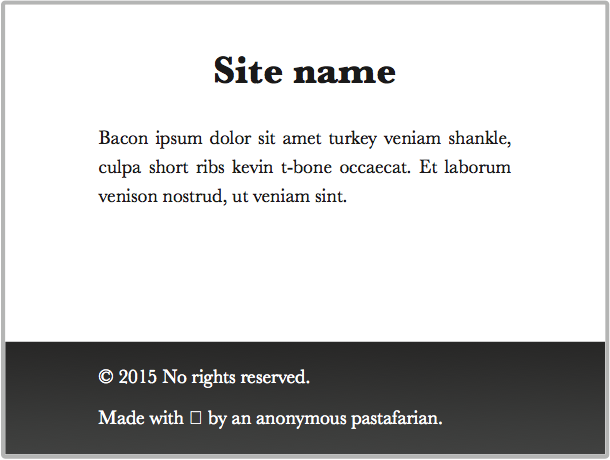 Site name
Bacon ipsum dolor sit amet turkey veniam shankle,
culpa short ribs kevin t-bone occaecat. Et laborum
venison nostrud, ut veniam sint.
© 2015 No rights reserved.
Made with □ by an anonymous pastafarian.